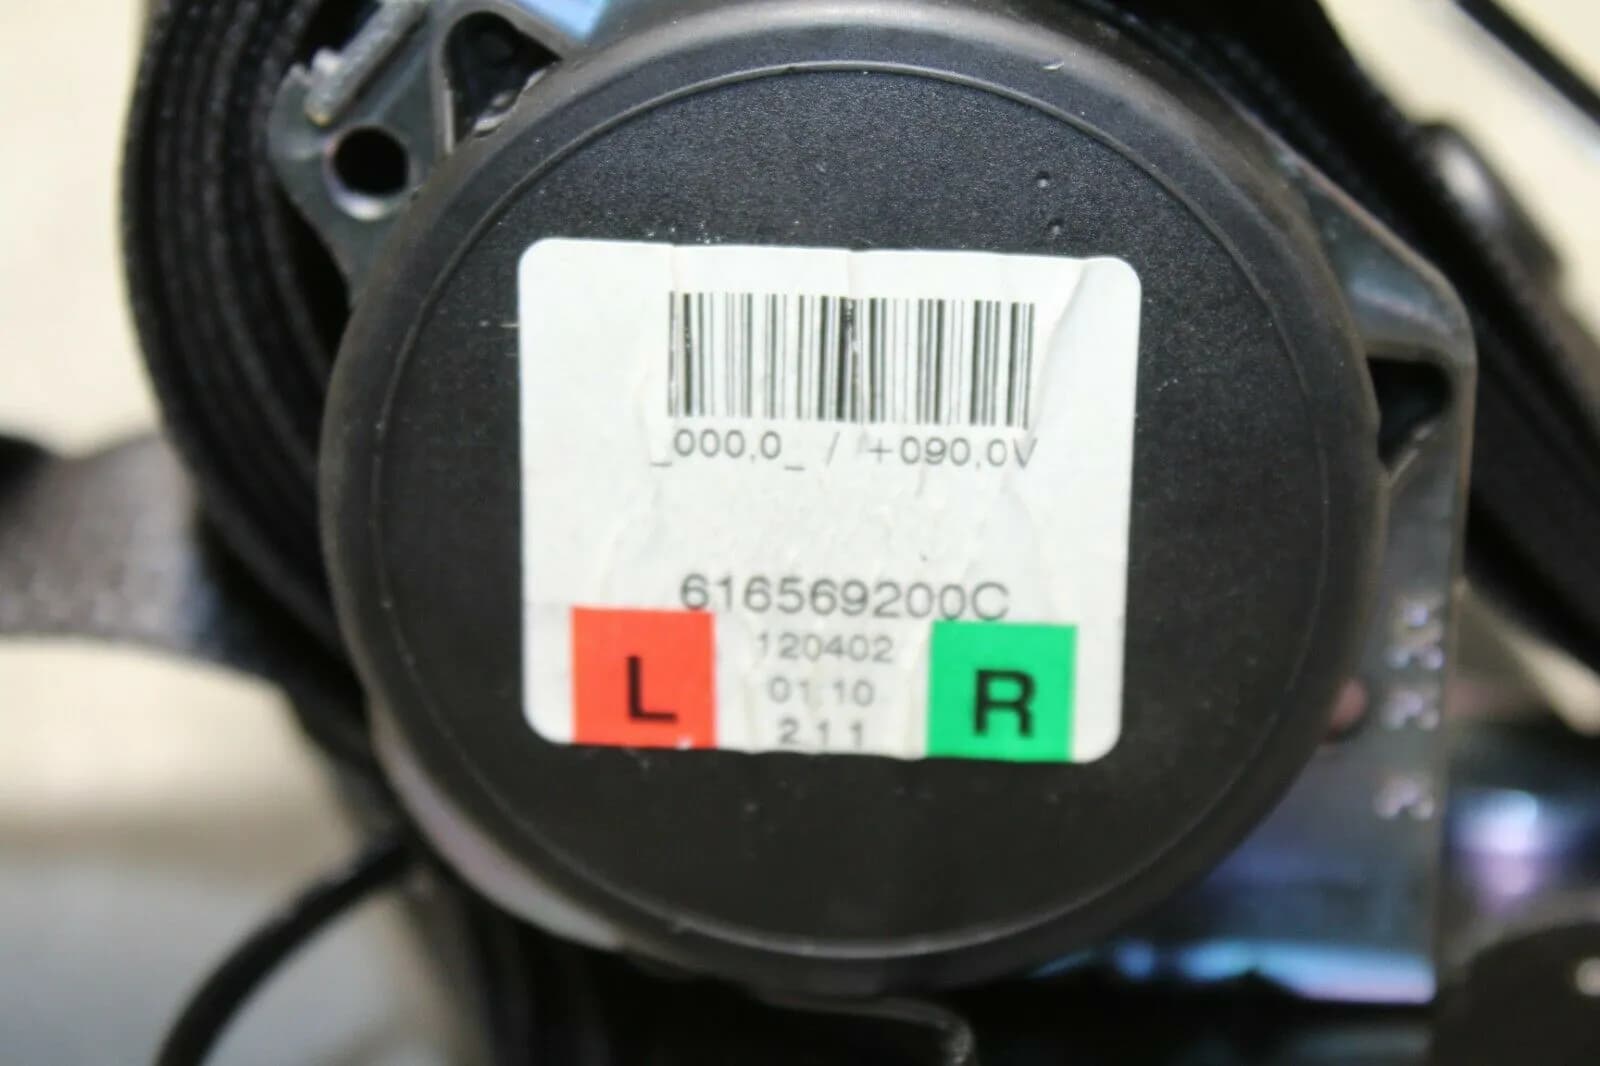 _000,0_ / +090,0V
616569200C
L
120402
R
01 10
2 1 1